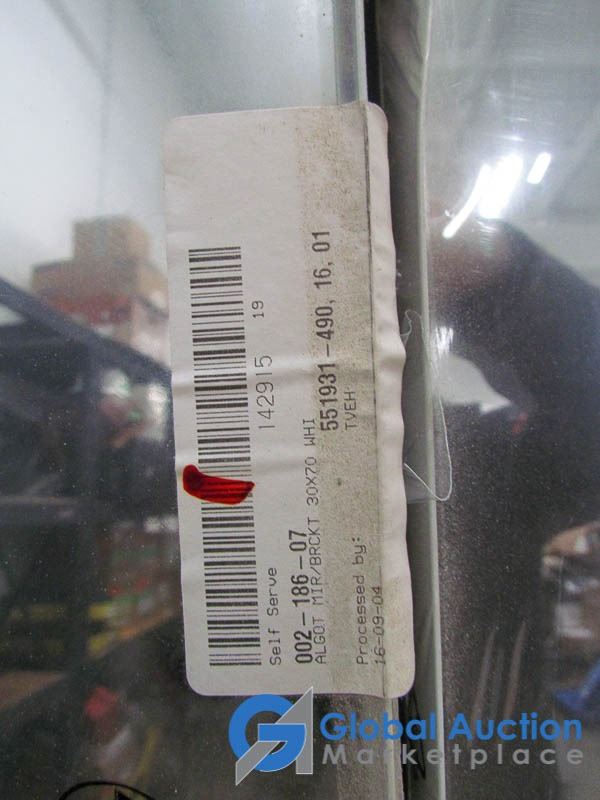 142915 19
Self Serve
002-186-07
ALGOT MIR/BRCKT 30X70 WHI
551931-490, 16, 01
TVEH
Processed by:
16-09-04
Global Auction
Marketplace